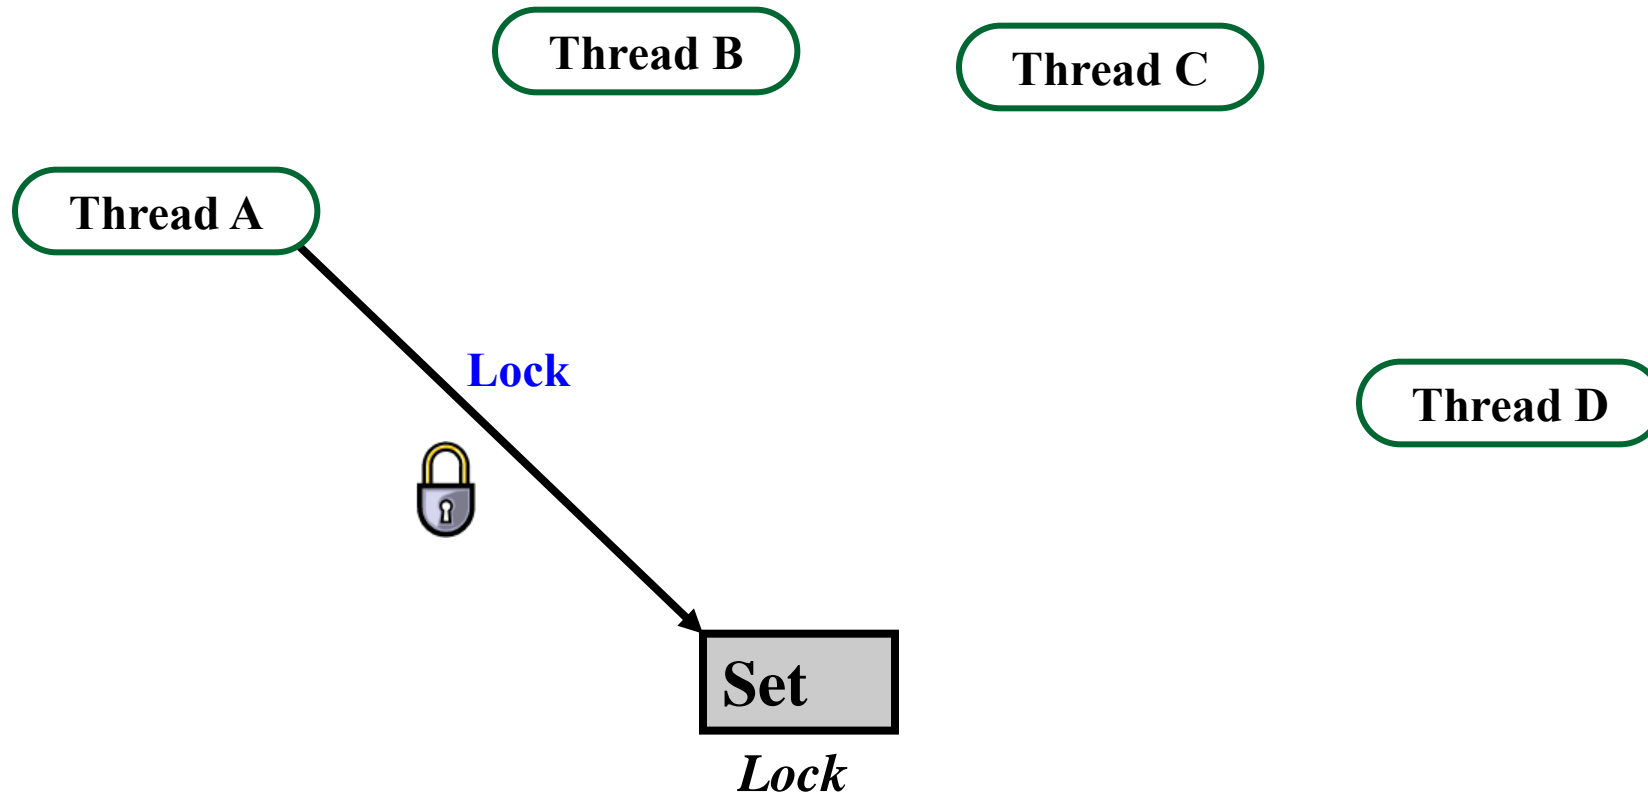 Thread B
Thread C
Thread A
Lock
Thread D
Set
Lock